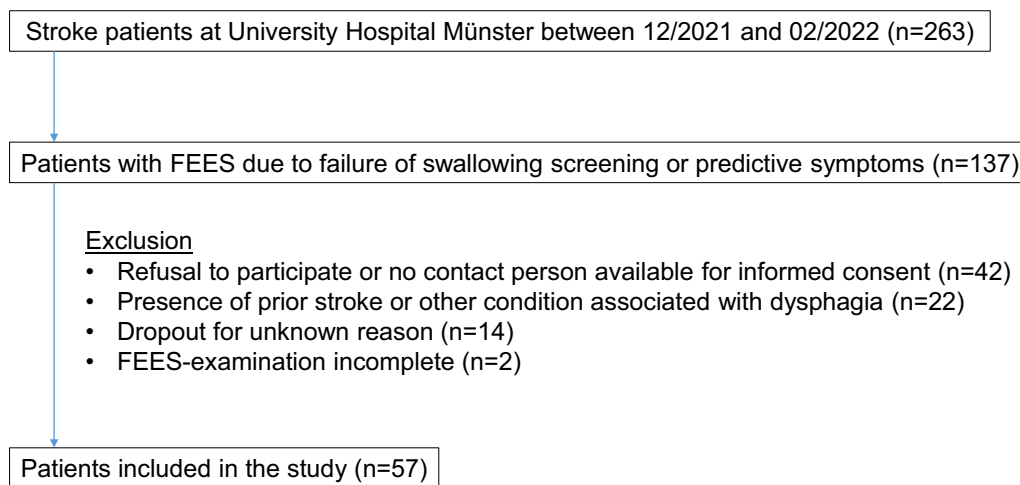 Stroke patients at University Hospital Münster between 12/2021 and 02/2022 (n=263)
Patients with FEES due to failure of swallowing screening or predictive symptoms (n=137)
Exclusion
• Refusal to participate or no contact person available for informed consent (n=42)
• Presence of prior stroke or other condition associated with dysphagia (n=22)
• Dropout for unknown reason (n=14)
• FEES-examination incomplete (n=2)
Patients included in the study (n=57)